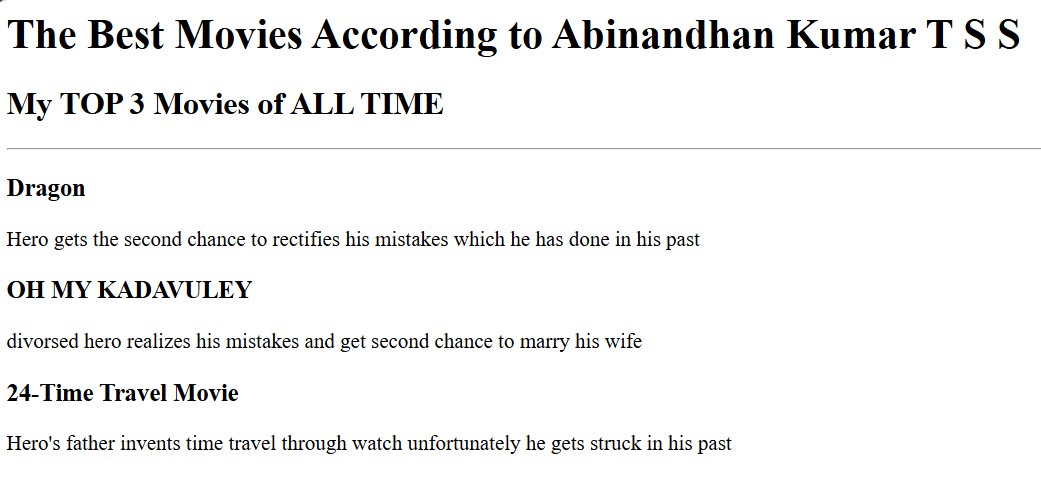 The Best Movies According to Abinandhan Kumar T S S
My TOP 3 Movies of ALL TIME
Dragon
Hero gets the second chance to rectifies his mistakes which he has done in his past
OH MY KADAVULEY
divorsed hero realizes his mistakes and get second chance to marry his wife
24-Time Travel Movie
Hero's father invents time travel through watch unfortunately he gets struck in his past